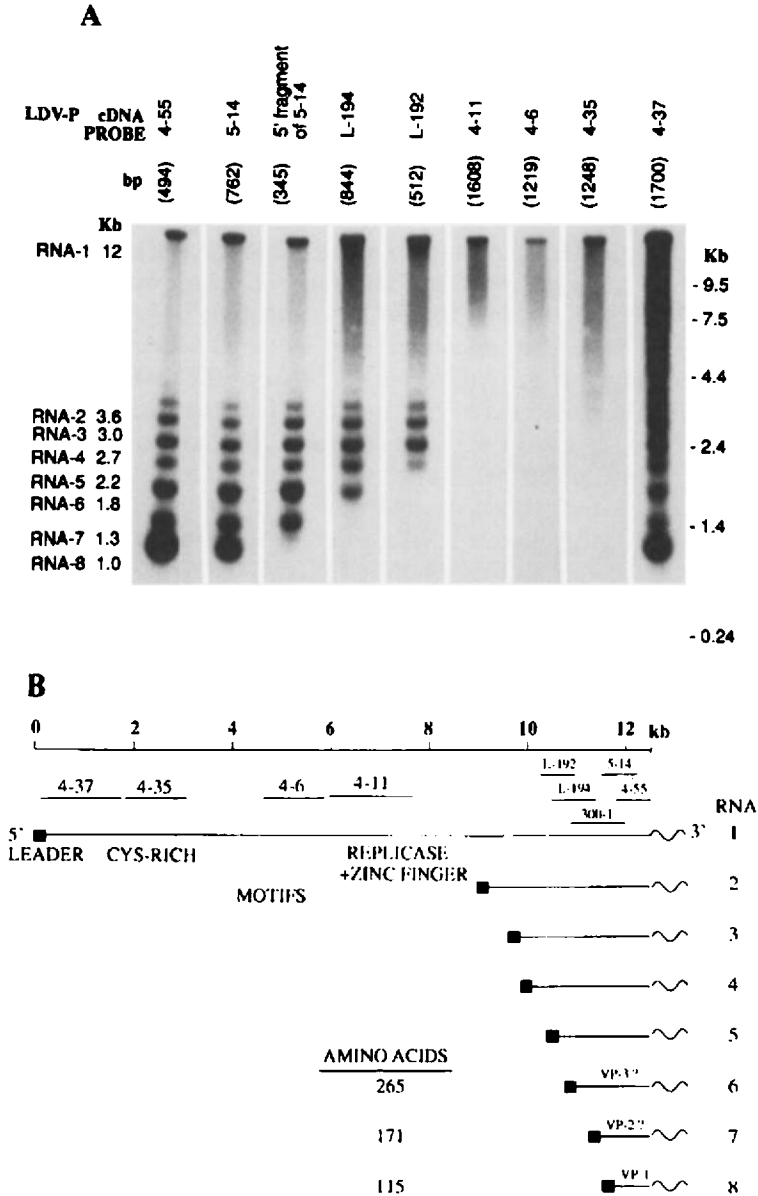 A
LDV-P cDNA PROBE
4-55
5-14
5' fragment of 5-14
L-194
L-192
4-11
4-6
4-35
4-37
bp
(494)
(762)
(345)
(844)
(512)
(1608)
(1219)
(1248)
(1700)
Kb
RNA-1 12
RNA-2 3.6
RNA-3 3.0
RNA-4 2.7
RNA-5 2.2
RNA-6 1.8
RNA-7 1.3
RNA-8 1.0
Kb
- 9.5
- 7.5
- 4.4
- 2.4
- 1.4
- 0.24
B
0 2 4 6 8 10 12 kb
L-192 5-14
4-37 4-35 4-6 4-11 L-194 4-55
300-1
RNA
5' 3' 1
LEADER CYS-RICH REPLICASE
+ZINC FINGER
2
MOTIFS
3
4
5
AMINO ACIDS
265 VP-3? 6
171 VP-2? 7
115 VP-1 8